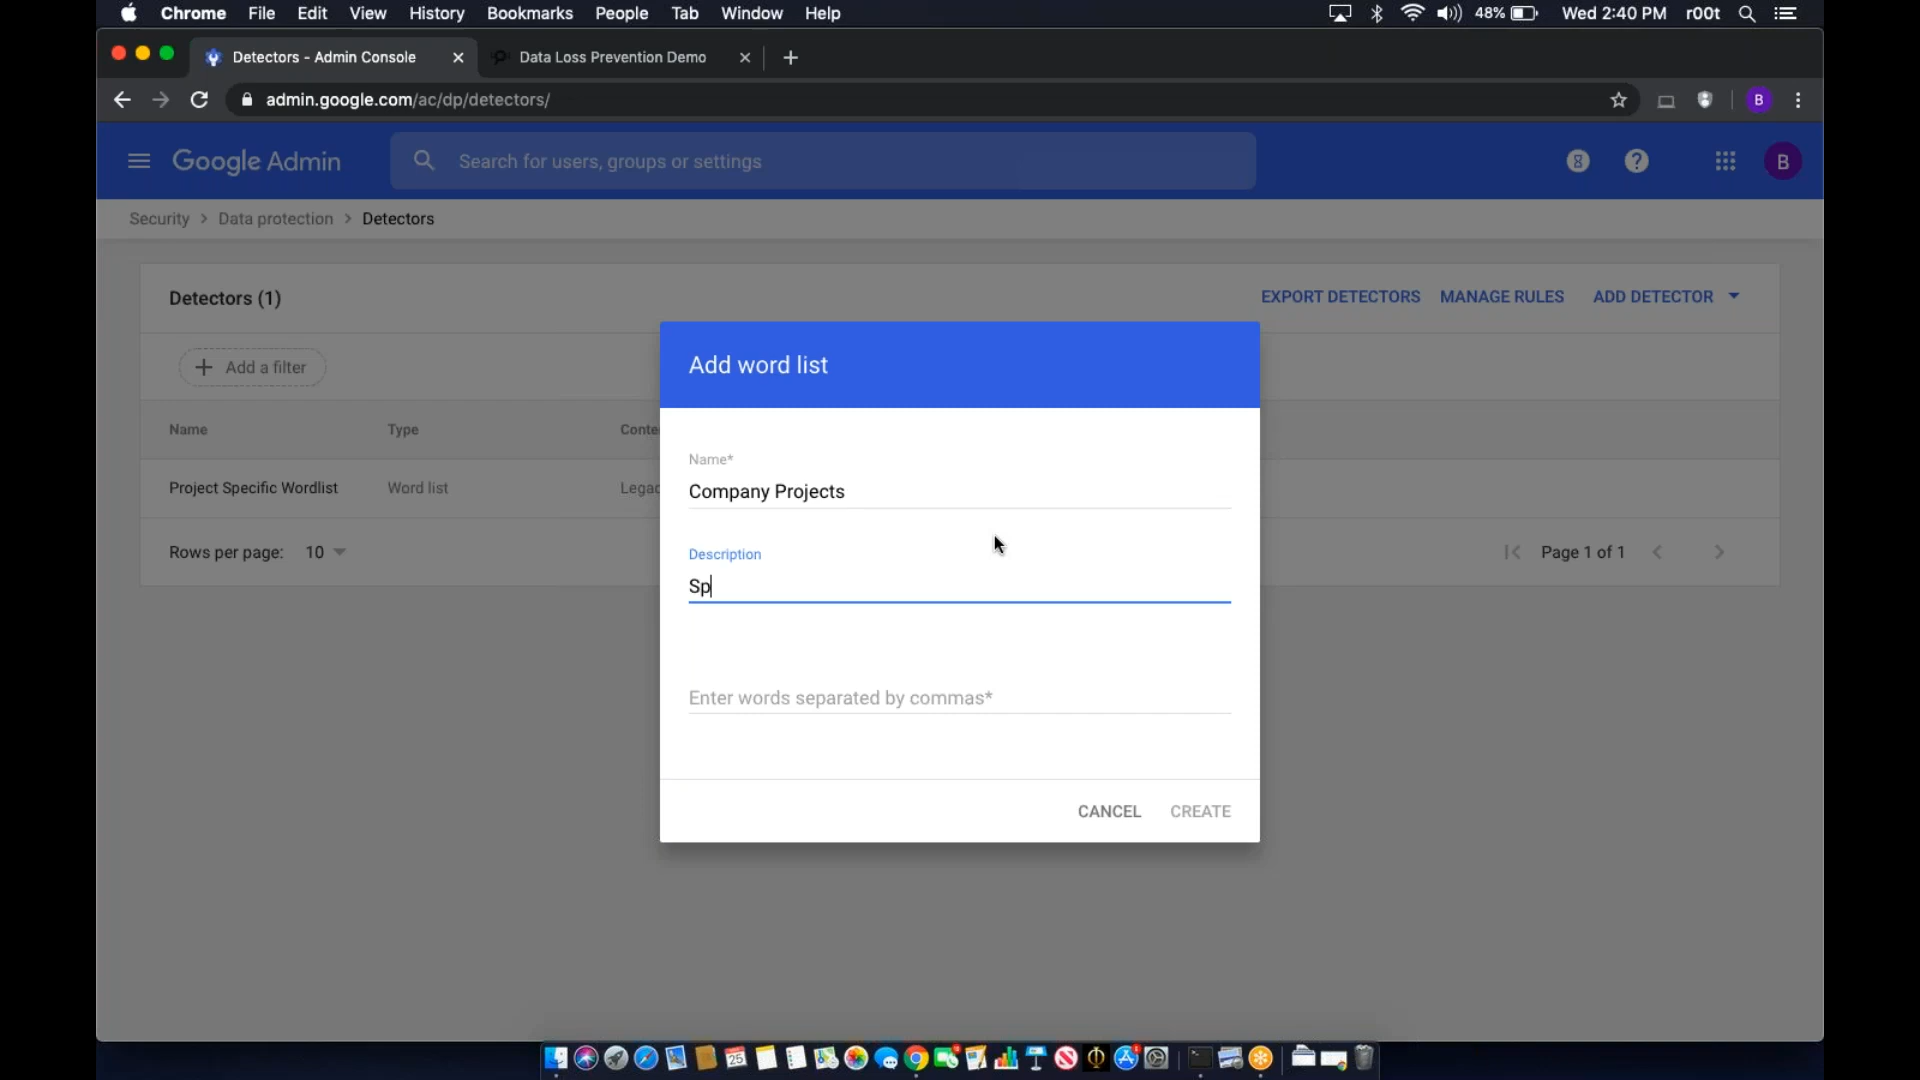 Chrome File Edit View History Bookmarks People Tab Window Help 48% Wed 2:40 PM r00t
Detectors - Admin Console Data Loss Prevention Demo
admin.google.com/ac/dp/detectors/ B
Google Admin Search for users, groups or settings B
Security > Data protection > Detectors
Detectors (1) EXPORT DETECTORS MANAGE RULES ADD DETECTOR
Add a filter
Add word list
Name Type Conte
Name*
Company Projects
Project Specific Wordlist Word list Legac
Rows per page: 10 Page 1 of 1
Description
Sp
Enter words separated by commas*
CANCEL CREATE
25